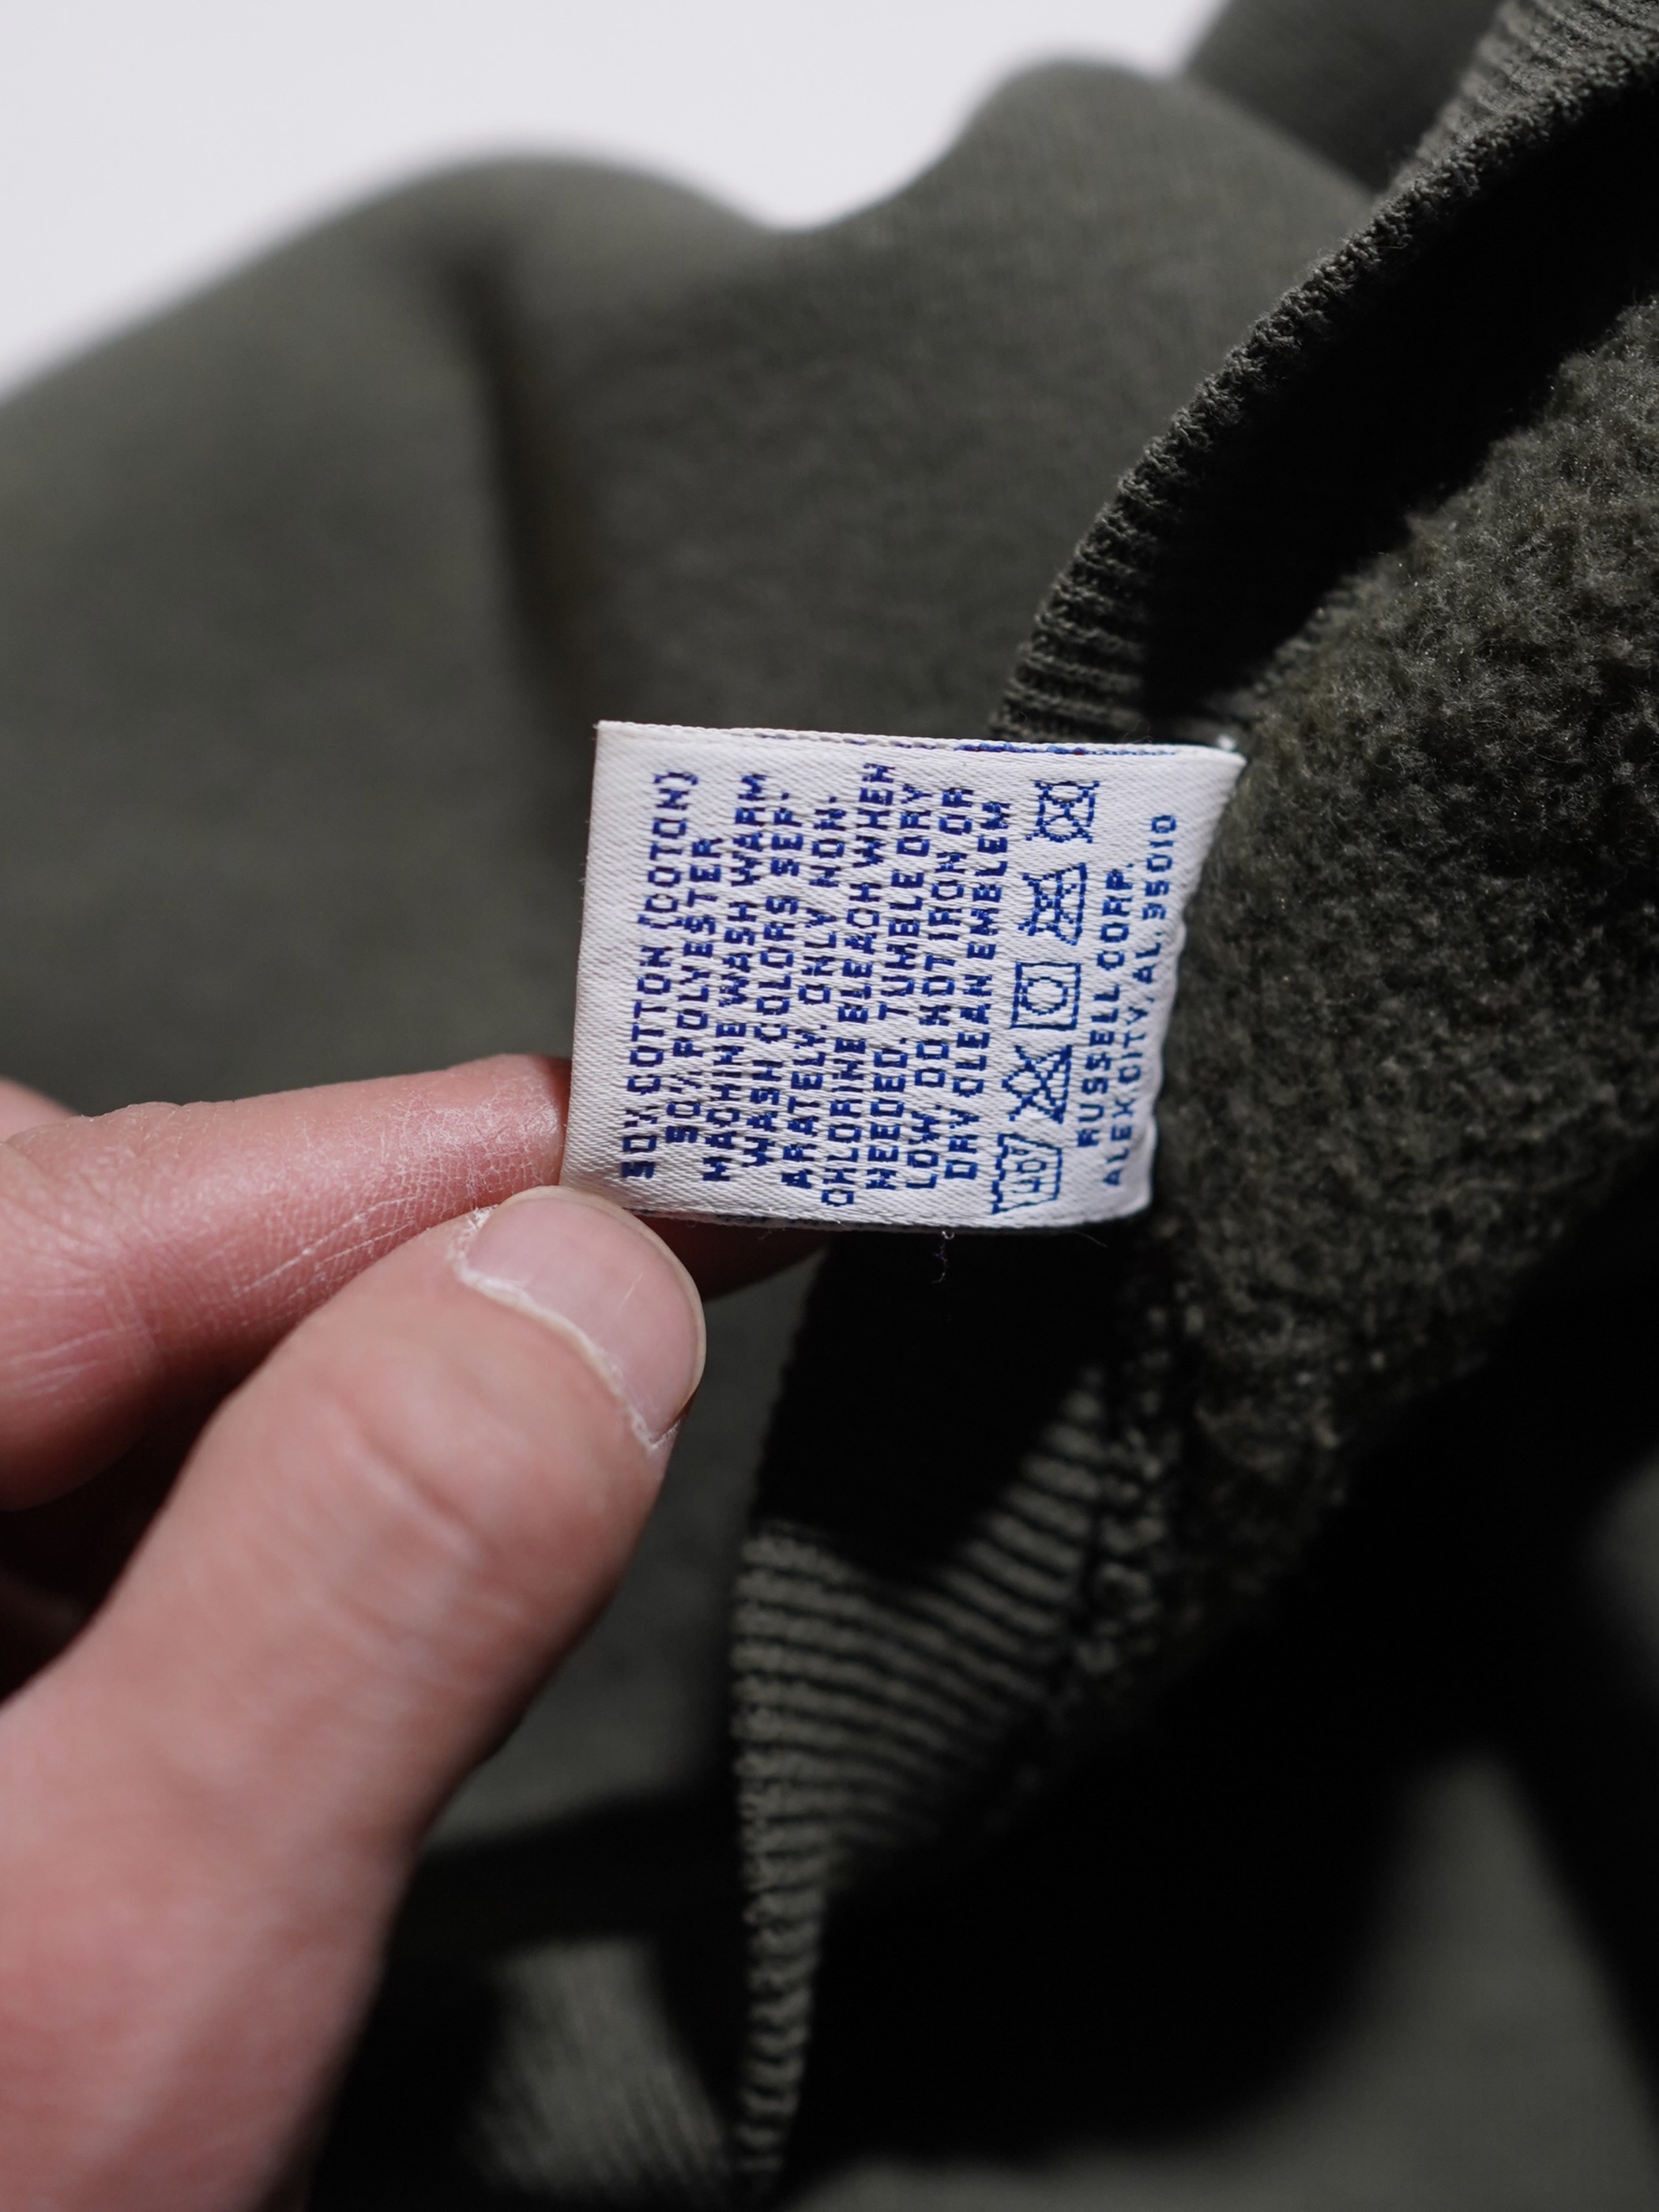 50% COTTON (COTON)
50% POLYESTER
MACHINE WASH WARM
WASH COLORS SEP-
ARATELY. ONLY NON-
CHLORINE BLEACH WHEN
NEEDED. TUMBLE DRY
LOW DO NOT IRON OR
DRY CLEAN EMBLEM
RUSSELL CORP.
ALEX CITY, AL, 35010